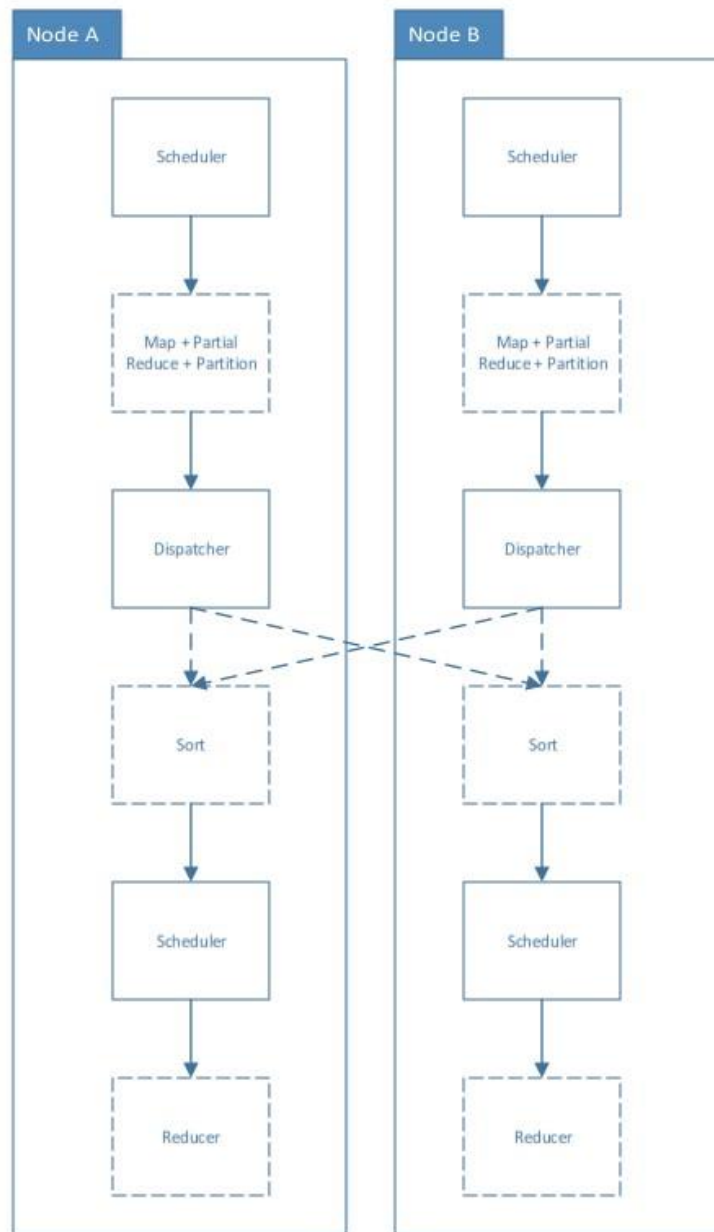 Node A
Scheduler
Map + Partial
Reduce + Partition
Dispatcher
Sort
Scheduler
Reducer
Node B
Scheduler
Map + Partial
Reduce + Partition
Dispatcher
Sort
Scheduler
Reducer